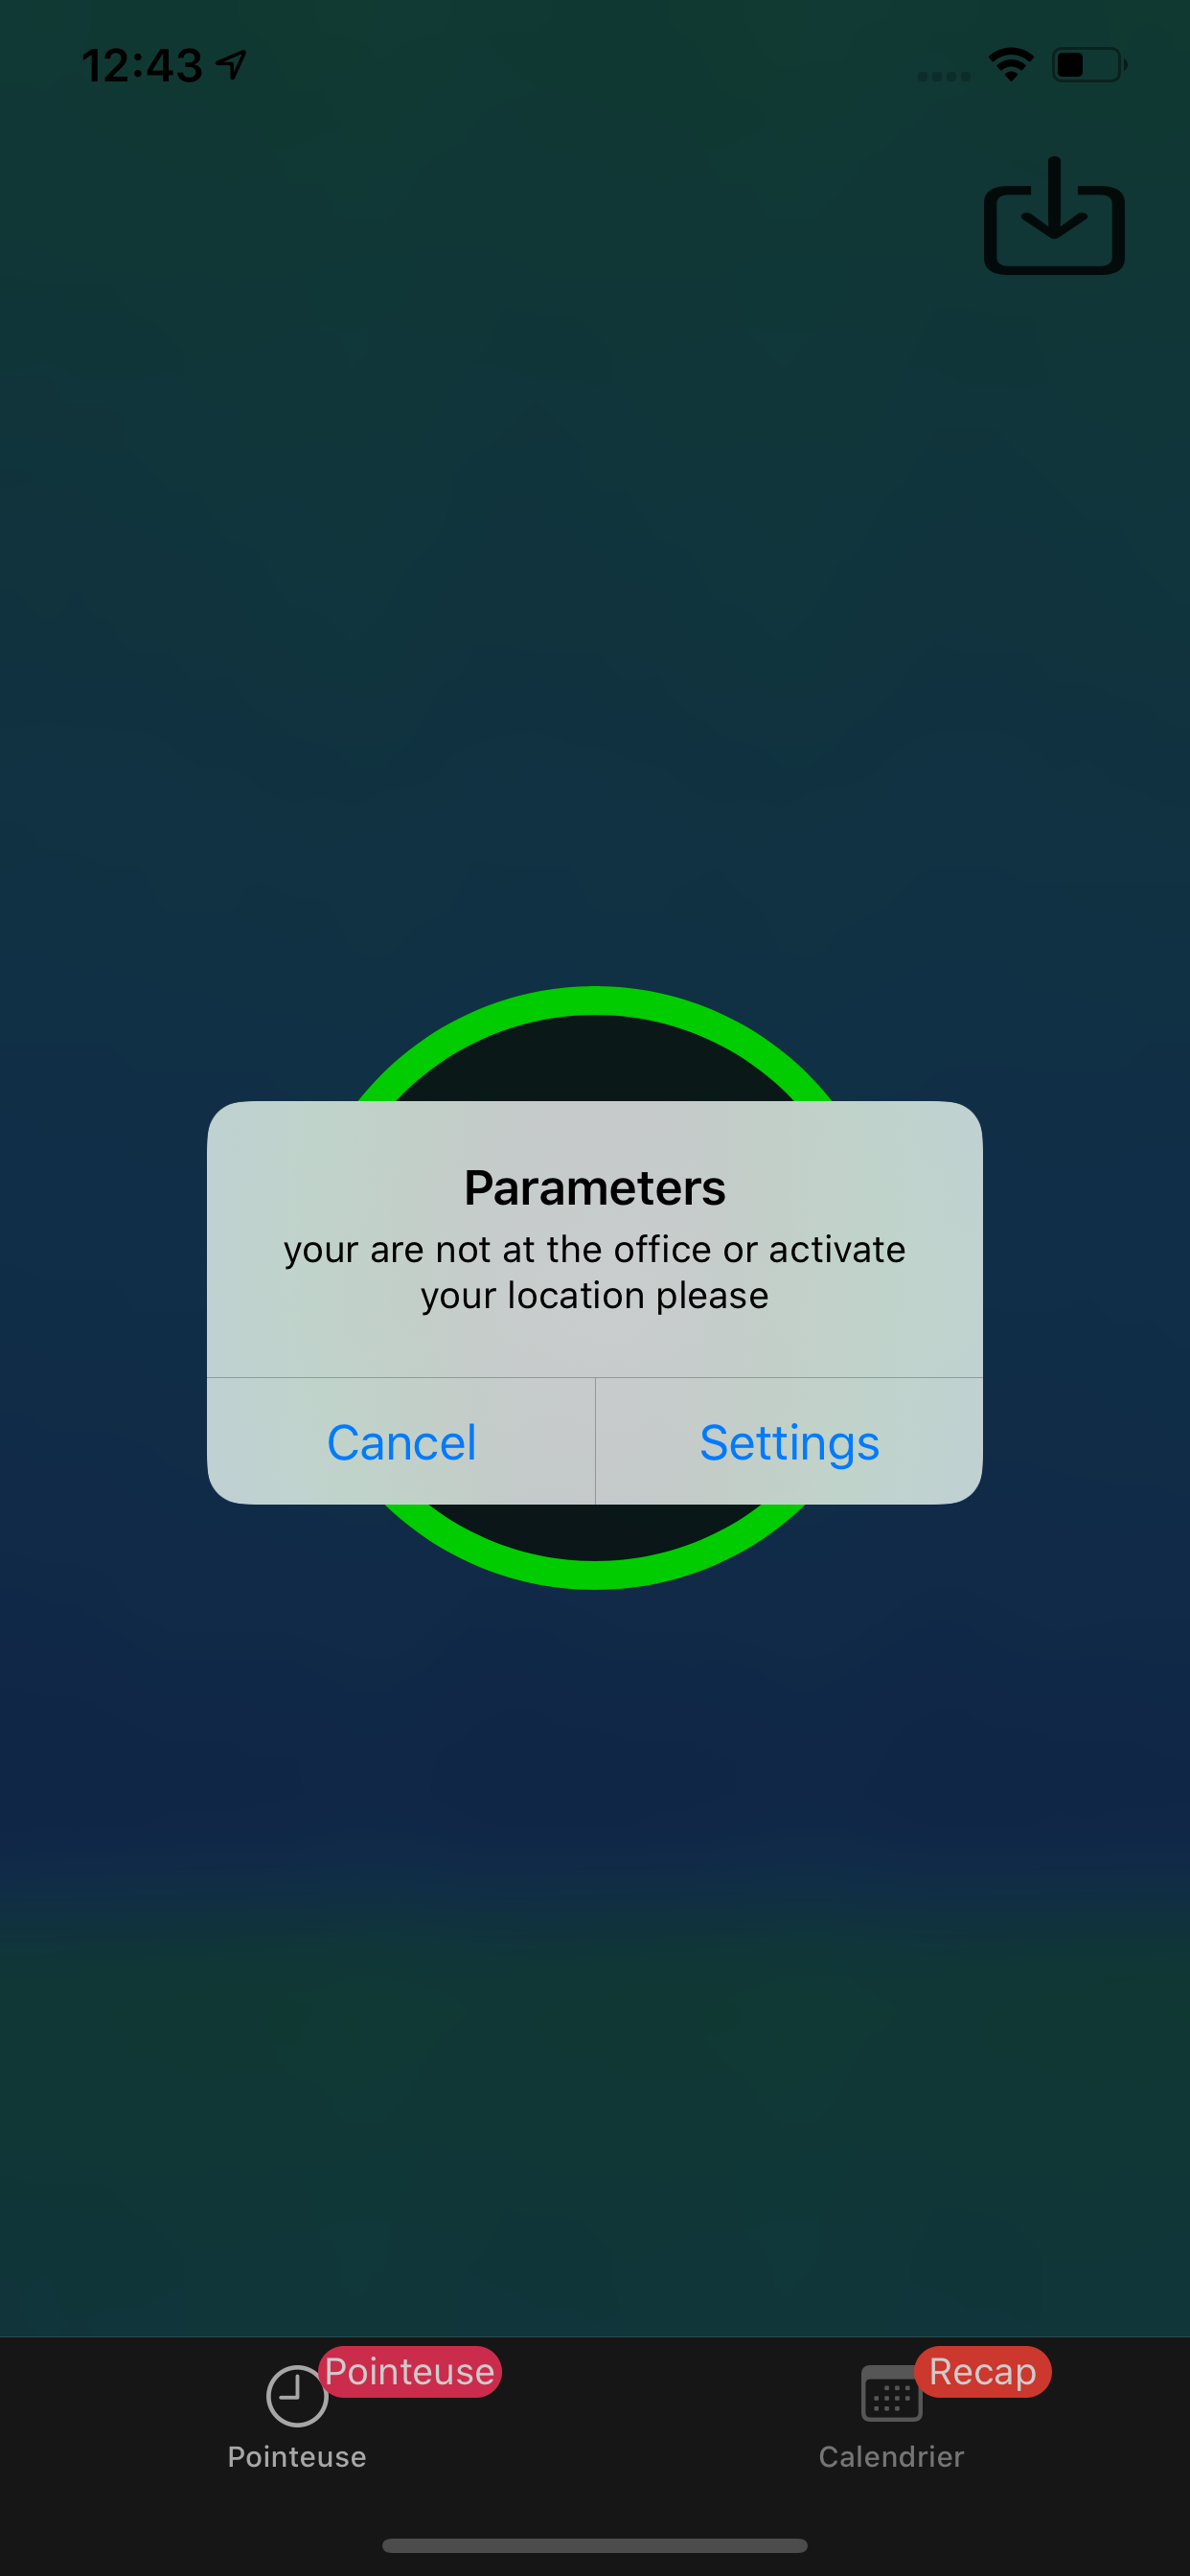 12:43
Parameters
your are not at the office or activate
your location please
Cancel
Settings
Pointeuse
Recap
Pointeuse
Calendrier